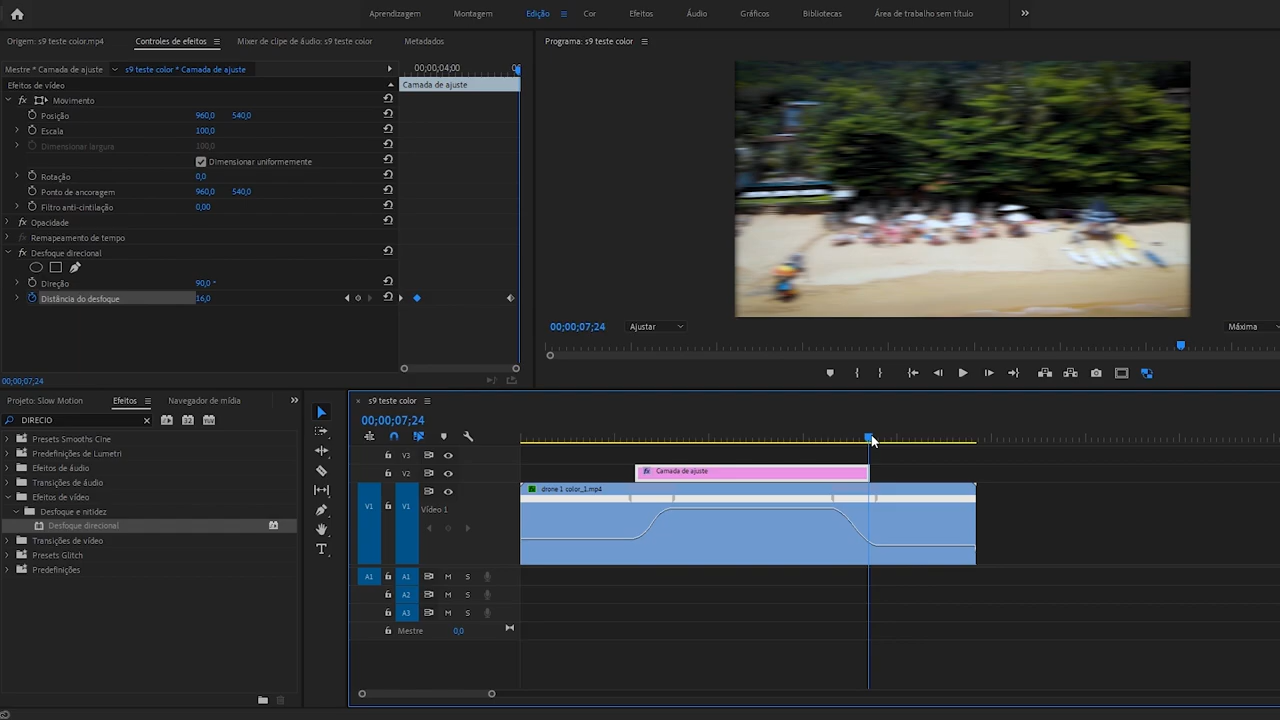 Aprendizagem Montagem Edição Cor Efeitos Áudio Gráficos Bibliotecas Área de trabalho sem título
Origem: s9 teste color.mp4 Controles de efeitos Mixer de clipe de áudio: s9 teste color Metadados
Mestre * Camada de ajuste s9 teste color * Camada de ajuste
00;00;04;00
Efeitos de vídeo
Camada de ajuste
fx Movimento
Posição 960,0 540,0
Escala 100,0
Dimensionar largura 100,0
Dimensionar uniformemente
Rotação 0,0
Ponto de ancoragem 960,0 540,0
Filtro anti-cintilação 0,00
fx Opacidade
fx Remapeamento de tempo
fx Desfoque direcional
Direção 90,0 °
Distância do desfoque 16,0
00;00;07;24
Programa: s9 teste color
00;00;07;24 Ajustar Máxima
Projeto: Slow Motion Efeitos Navegador de mídia
DIRECIO
Presets Smooths CIne
Predefinições de Lumetri
Efeitos de áudio
Transições de áudio
Efeitos de vídeo
Desfoque e nitidez
Desfoque direcional
Transições de vídeo
Presets Glitch
Predefinições
T
s9 teste color
00;00;07;24
V3
V2
fx Camada de ajuste
V1 V1
Vídeo 1
drone 1 color_1.mp4
A1 A1 M S
A2 M S
A3 M S
Mestre 0,0